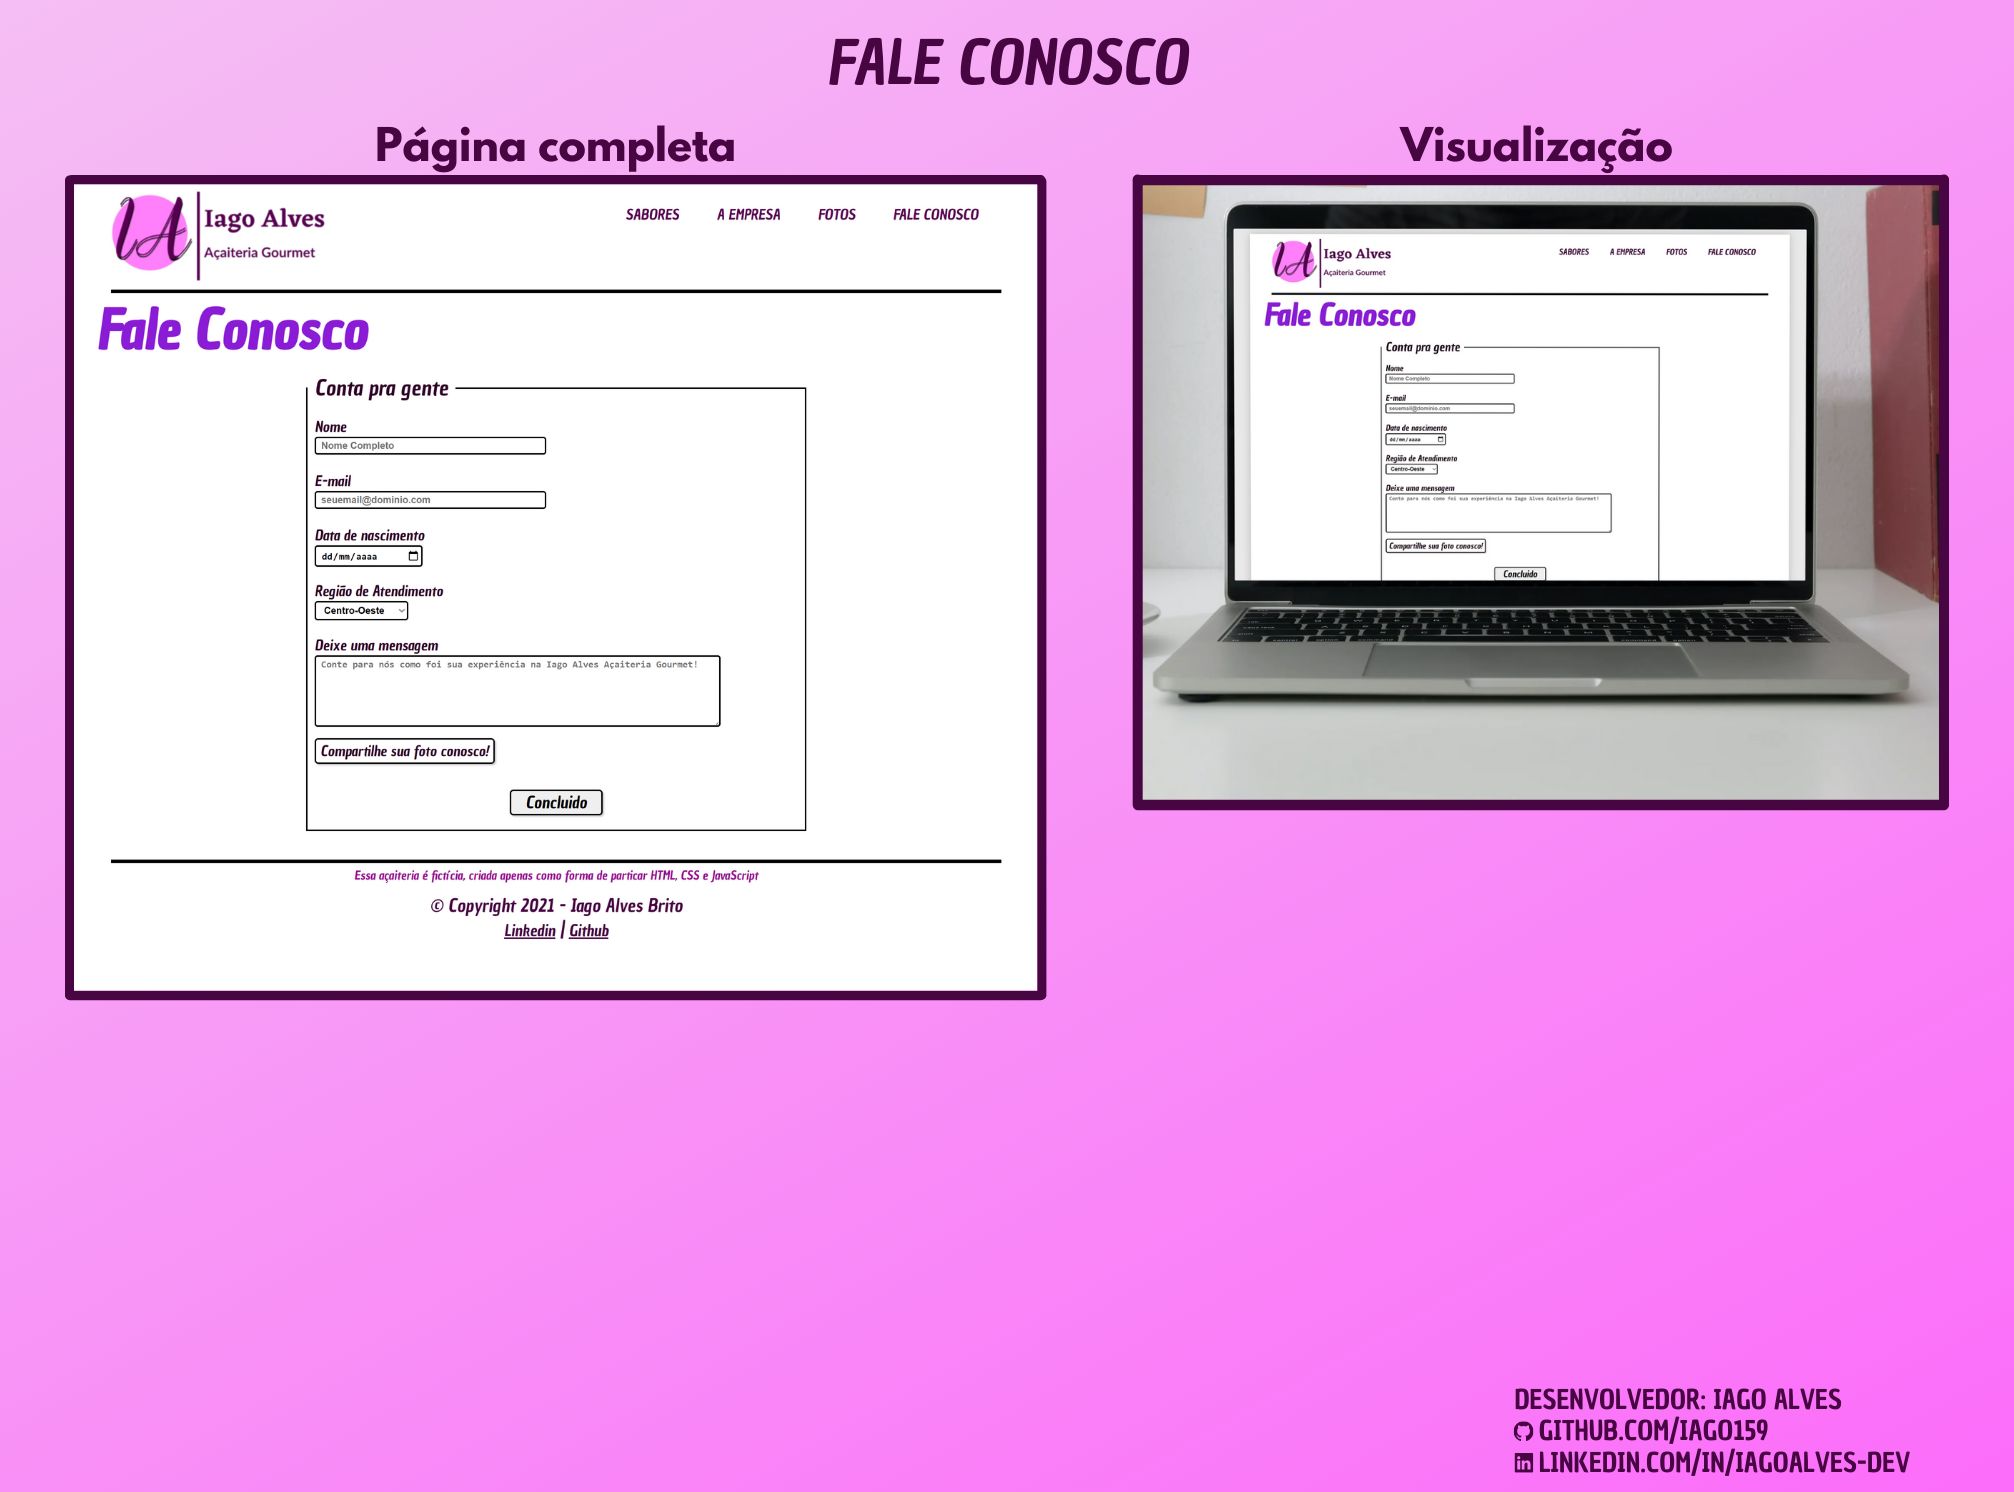 FALE CONOSCO
Página completa
LA
Iago Alves
Açaiteria Gourmet
SABORES A EMPRESA FOTOS FALE CONOSCO
Fale Conosco
Conta pra gente
Nome
Nome Completo
E-mail
seuemail@dominio.com
Data de nascimento
dd/mm/aaaa
Região de Atendimento
Centro-Oeste
Deixe uma mensagem
Conte para nós como foi sua experiência na Iago Alves Açaiteria Gourmet!
Compartilhe sua foto conosco!
Concluido
Essa açaiteria é fictícia, criada apenas como forma de particar HTML, CSS e JavaScript
© Copyright 2021 - Iago Alves Brito
Linkedin | Github
Visualização
LA
Iago Alves
Açaiteria Gourmet
SABORES A EMPRESA FOTOS FALE CONOSCO
Fale Conosco
Conta pra gente
Nome
Nome Completo
E-mail
seuemail@dominio.com
Data de nascimento
dd/mm/aaaa
Região de Atendimento
Centro-Oeste
Deixe uma mensagem
Conte para nós como foi sua experiência na Iago Alves Açaiteria Gourmet!
Compartilhe sua foto conosco!
Concluido
DESENVOLVEDOR: IAGO ALVES
GITHUB.COM/IAGO159
in LINKEDIN.COM/IN/IAGOALVES-DEV